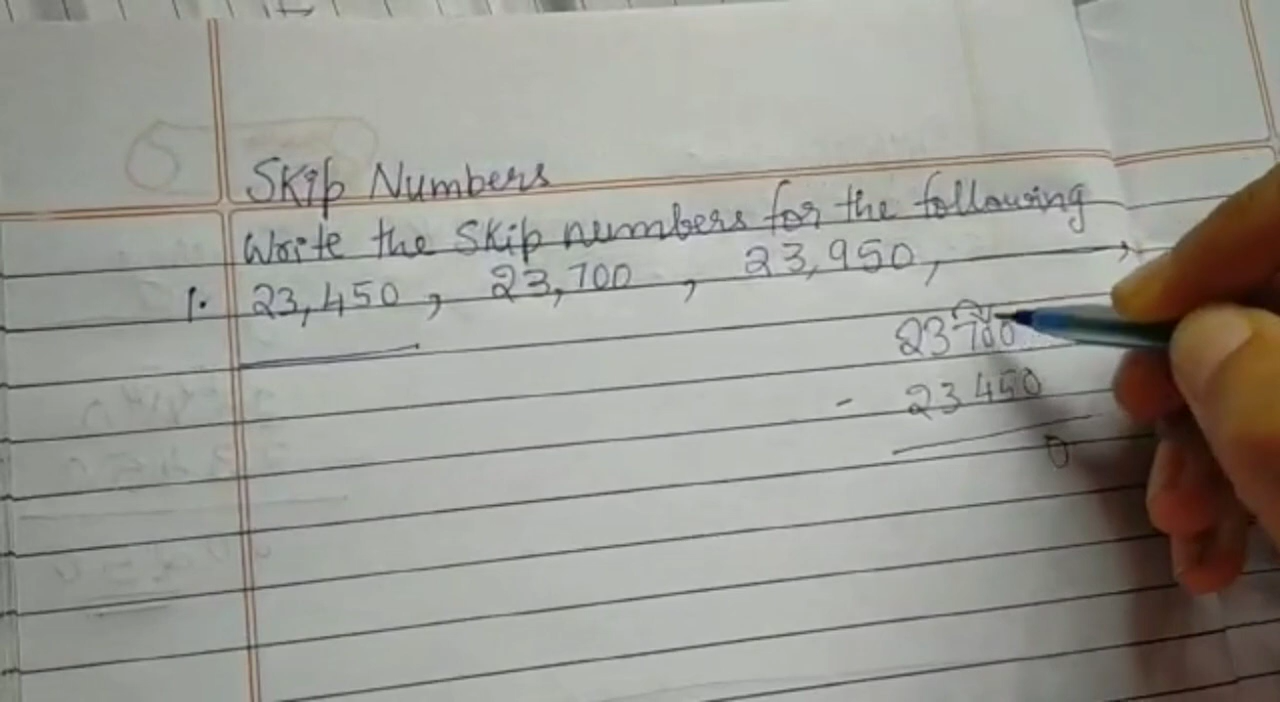 Skip Numbers
Write the Skip numbers for the following
1. 23,450, 23,700, 23,950,
23700
- 23450
0